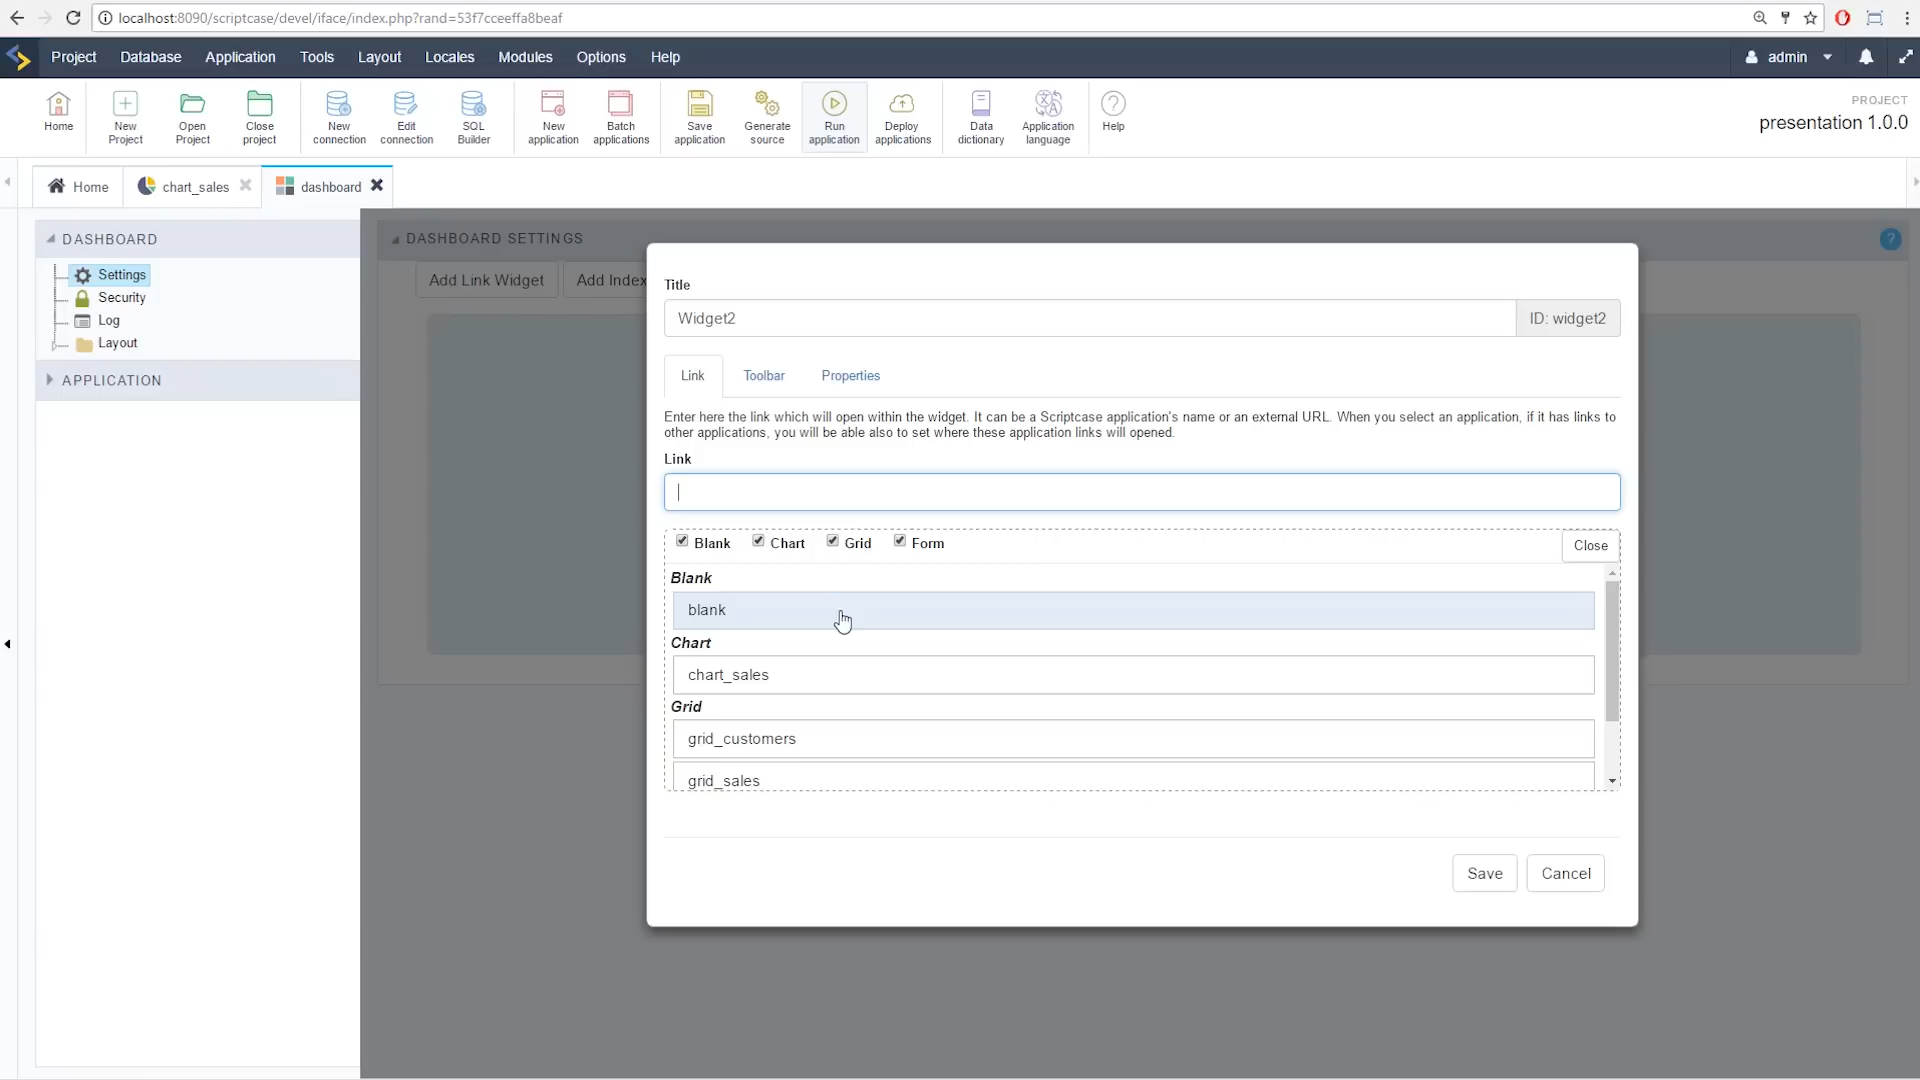 localhost:8090/scriptcase/devel/iface/index.php?rand=53f7cceeffa8beaf
Project Database Application Tools Layout Locales Modules Options Help admin
Home
New Project
Open Project
Close project
New connection
Edit connection
SQL Builder
New application
Batch applications
Save application
Generate source
Run application
Deploy applications
Data dictionary
Application language
Help
PROJECT
presentation 1.0.0
Home chart_sales dashboard
DASHBOARD
Settings
Security
Log
Layout
APPLICATION
DASHBOARD SETTINGS
?
Add Link Widget Add Index
Title
Widget2 ID: widget2
Link Toolbar Properties
Enter here the link which will open within the widget. It can be a Scriptcase application's name or an external URL. When you select an application, if it has links to
other applications, you will be able also to set where these application links will opened.
Link
Blank Chart Grid Form Close
Blank
blank
Chart
chart_sales
Grid
grid_customers
grid_sales
Save Cancel